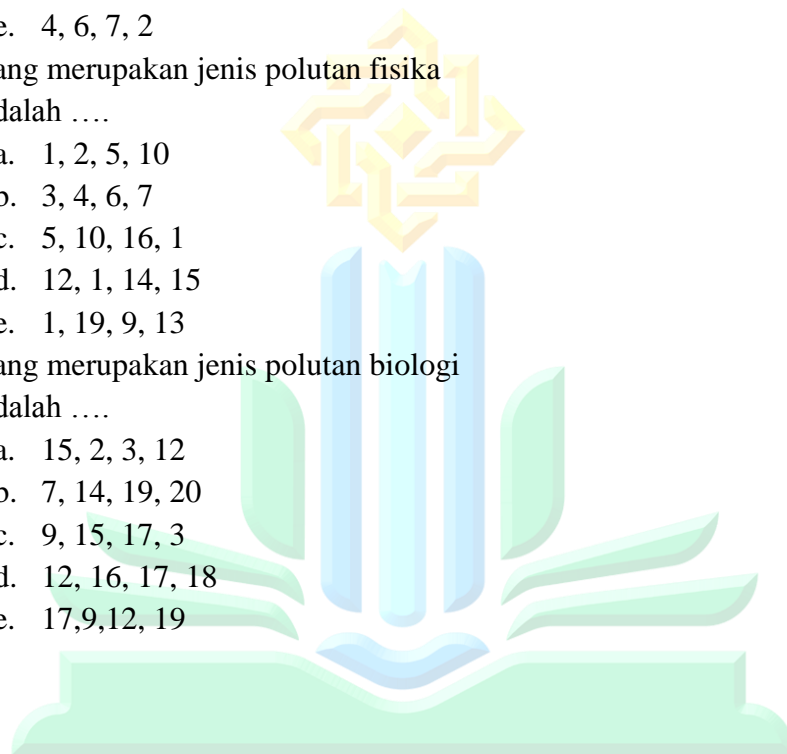 e. 4, 6, 7, 2
ang merupakan jenis polutan fisika
dalah ….
a. 1, 2, 5, 10
b. 3, 4, 6, 7
c. 5, 10, 16, 1
d. 12, 1, 14, 15
e. 1, 19, 9, 13
ang merupakan jenis polutan biologi
dalah ….
a. 15, 2, 3, 12
b. 7, 14, 19, 20
c. 9, 15, 17, 3
d. 12, 16, 17, 18
e. 17,9,12, 19